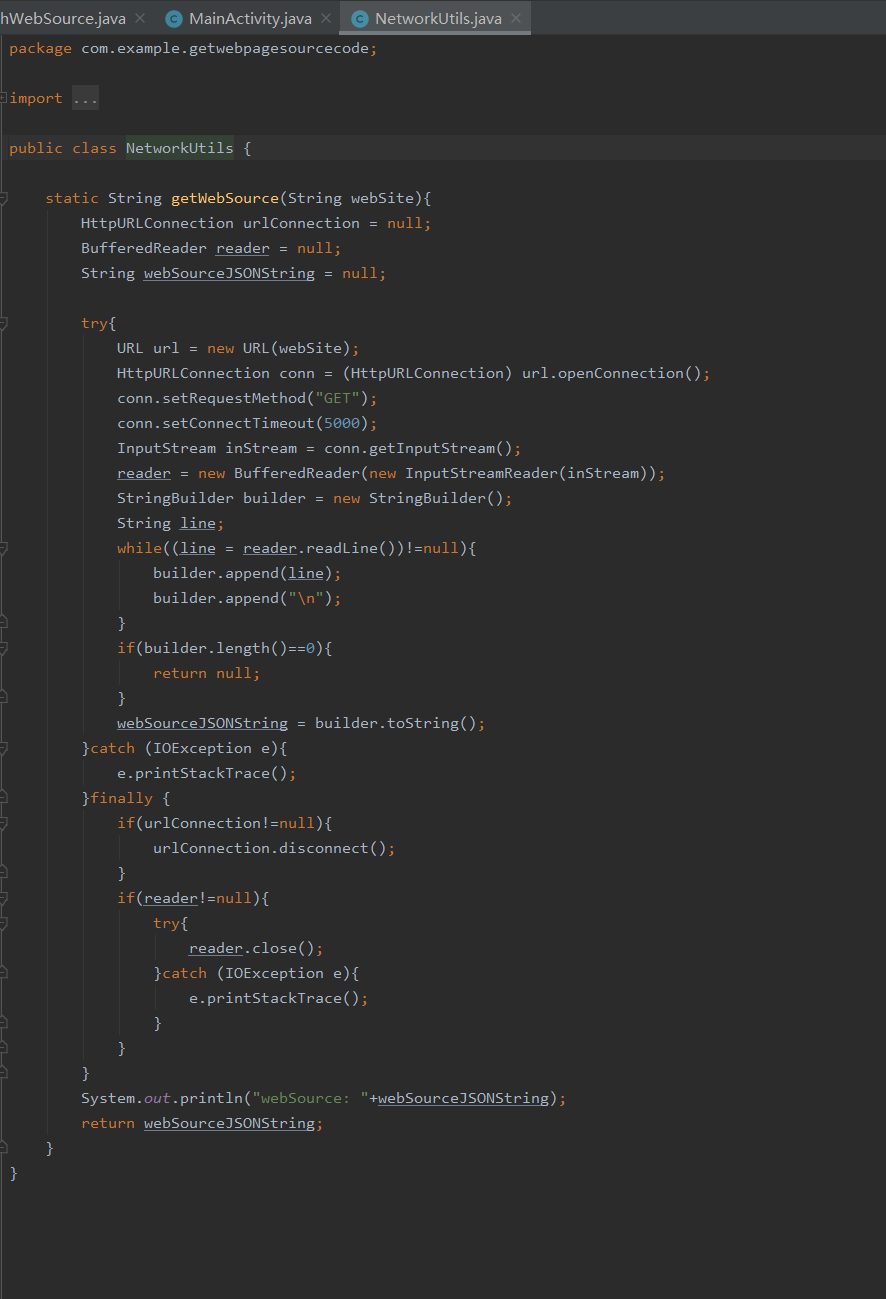 hWebSource.java MainActivity.java NetworkUtils.java
package com.example.getwebpagesourcecode;
import ...
public class NetworkUtils {
static String getWebSource(String webSite){
HttpURLConnection urlConnection = null;
BufferedReader reader = null;
String webSourceJSONString = null;
try{
URL url = new URL(webSite);
HttpURLConnection conn = (HttpURLConnection) url.openConnection();
conn.setRequestMethod("GET");
conn.setConnectTimeout(5000);
InputStream inStream = conn.getInputStream();
reader = new BufferedReader(new InputStreamReader(inStream));
StringBuilder builder = new StringBuilder();
String line;
while((line = reader.readLine())!=null){
builder.append(line);
builder.append("\n");
}
if(builder.length()==0){
return null;
}
webSourceJSONString = builder.toString();
}catch (IOException e){
e.printStackTrace();
}finally {
if(urlConnection!=null){
urlConnection.disconnect();
}
if(reader!=null){
try{
reader.close();
}catch (IOException e){
e.printStackTrace();
}
}
}
System.out.println("webSource: "+webSourceJSONString);
return webSourceJSONString;
}
}